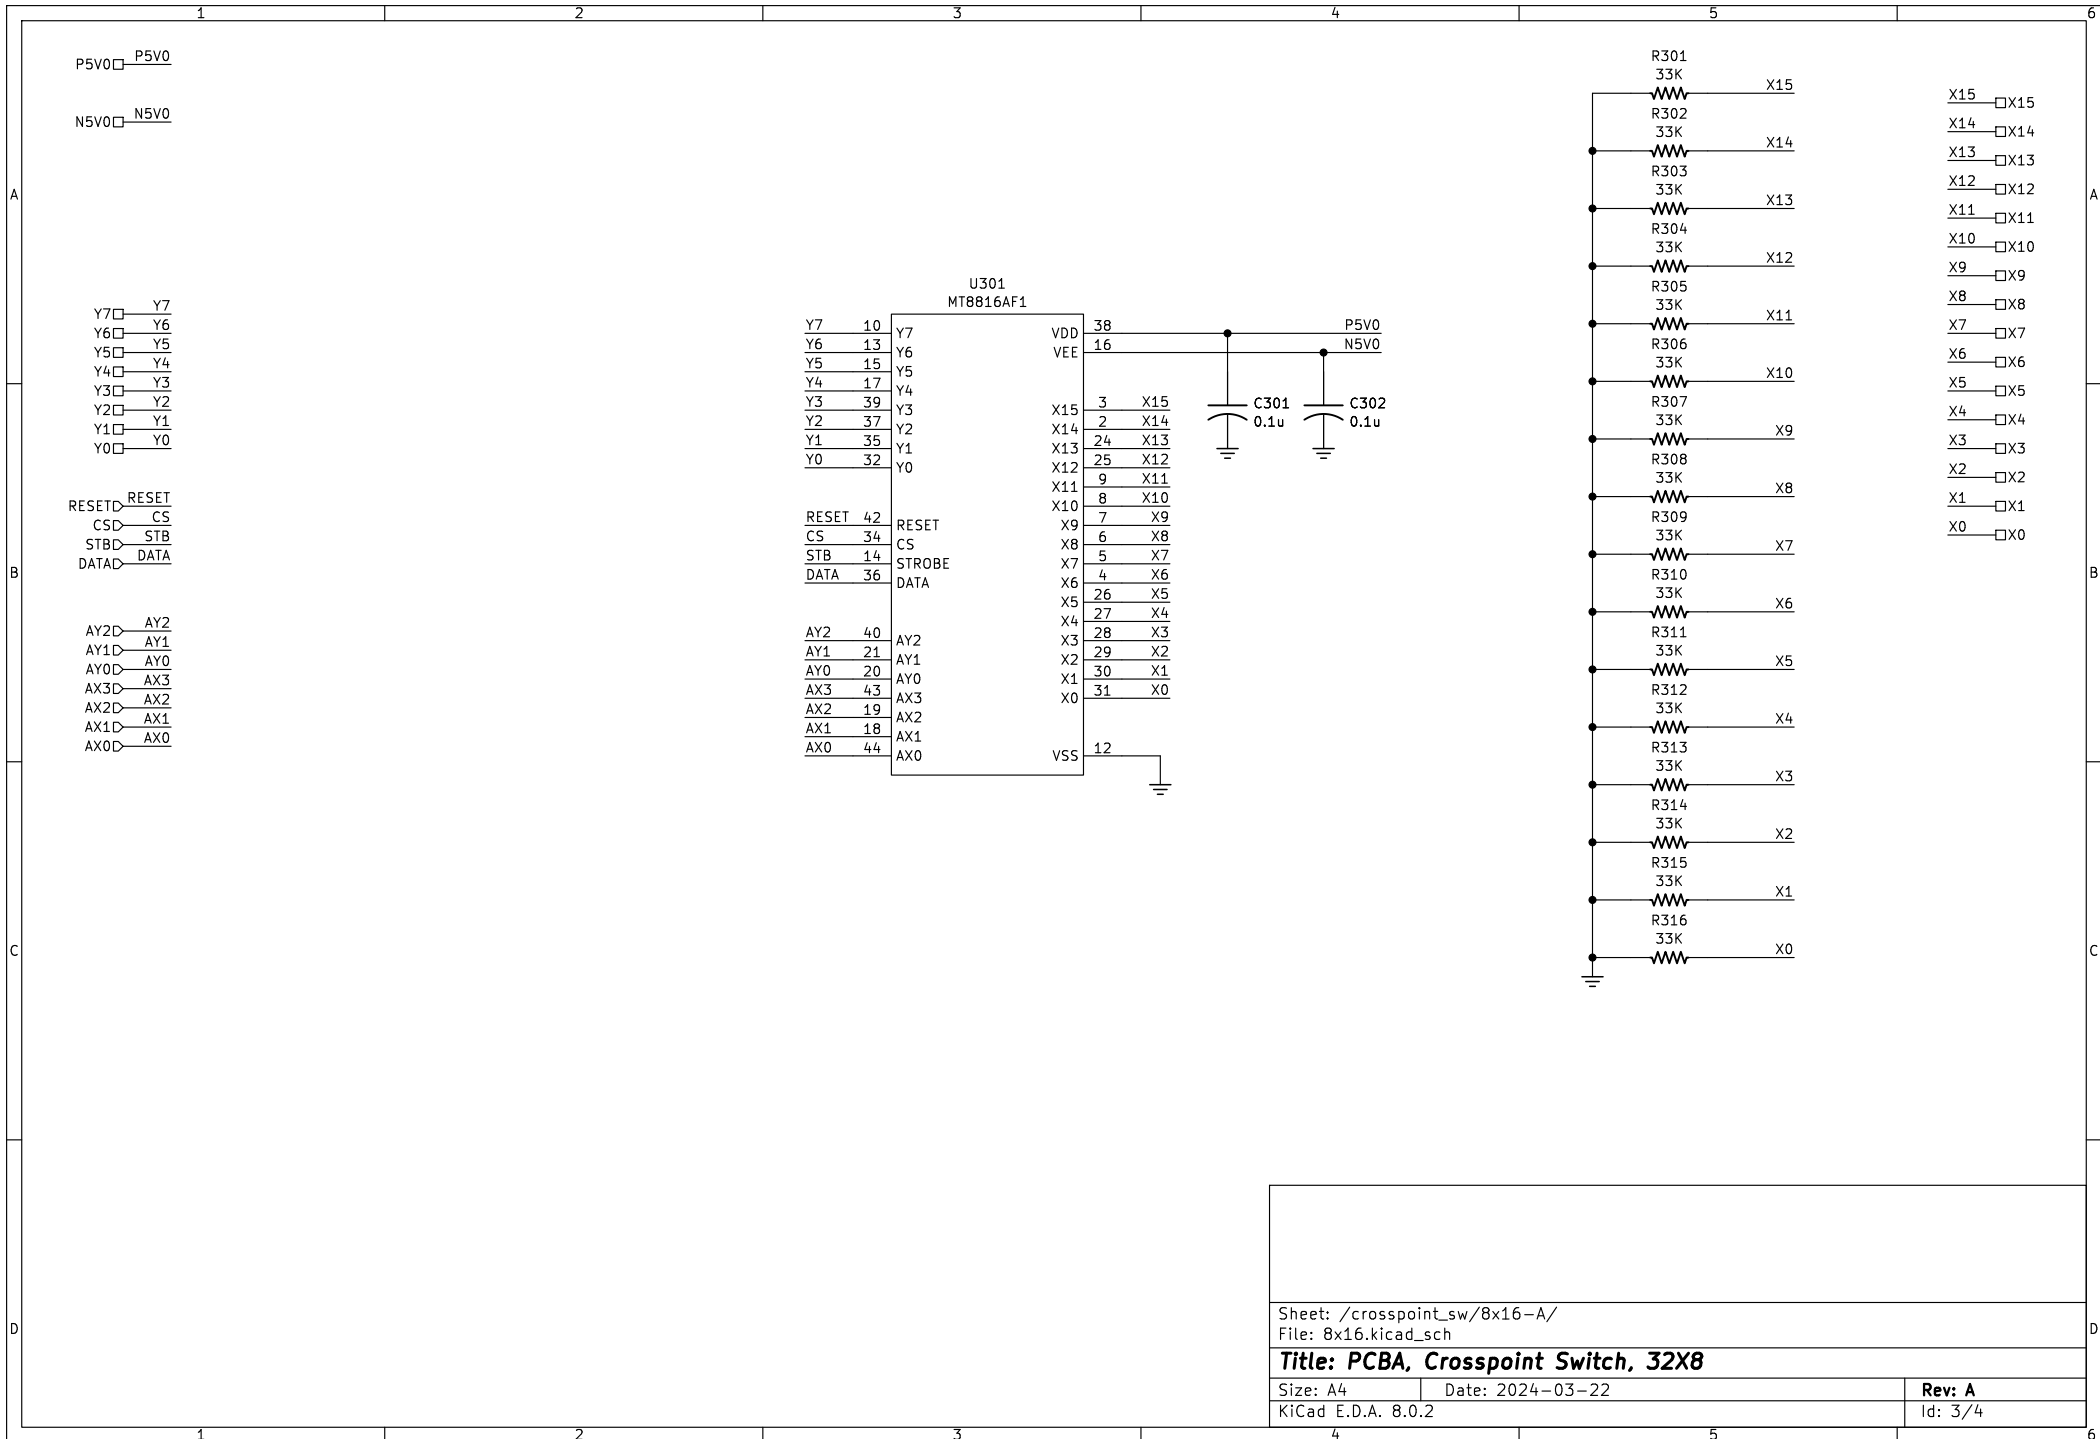 1 2 3 4 5 6
A
B
C
D
P5V0 P5V0
N5V0 N5V0
Y7 Y7
Y6 Y6
Y5 Y5
Y4 Y4
Y3 Y3
Y2 Y2
Y1 Y1
Y0 Y0
RESET RESET
CS CS
STB STB
DATA DATA
AY2 AY2
AY1 AY1
AY0 AY0
AX3 AX3
AX2 AX2
AX1 AX1
AX0 AX0
U301
MT8816AF1
Y7 10 Y7
Y6 13 Y6
Y5 15 Y5
Y4 17 Y4
Y3 39 Y3
Y2 37 Y2
Y1 35 Y1
Y0 32 Y0
RESET 42 RESET
CS 34 CS
STB 14 STROBE
DATA 36 DATA
AY2 40 AY2
AY1 21 AY1
AY0 20 AY0
AX3 43 AX3
AX2 19 AX2
AX1 18 AX1
AX0 44 AX0
VDD 38 P5V0
VEE 16 N5V0
X15 3 X15
X14 2 X14
X13 24 X13
X12 25 X12
X11 9 X11
X10 8 X10
X9 7 X9
X8 6 X8
X7 5 X7
X6 4 X6
X5 26 X5
X4 27 X4
X3 28 X3
X2 29 X2
X1 30 X1
X0 31 X0
VSS 12
C301
0.1u
C302
0.1u
R301
33K
X15
R302
33K
X14
R303
33K
X13
R304
33K
X12
R305
33K
X11
R306
33K
X10
R307
33K
X9
R308
33K
X8
R309
33K
X7
R310
33K
X6
R311
33K
X5
R312
33K
X4
R313
33K
X3
R314
33K
X2
R315
33K
X1
R316
33K
X0
X15 X15
X14 X14
X13 X13
X12 X12
X11 X11
X10 X10
X9 X9
X8 X8
X7 X7
X6 X6
X5 X5
X4 X4
X3 X3
X2 X2
X1 X1
X0 X0
A
B
C
D
Sheet: /crosspoint_sw/8x16-A/
File: 8x16.kicad_sch
Title: PCBA, Crosspoint Switch, 32X8
Size: A4 Date: 2024-03-22 Rev: A
KiCad E.D.A. 8.0.2 Id: 3/4
1 2 3 4 5 6